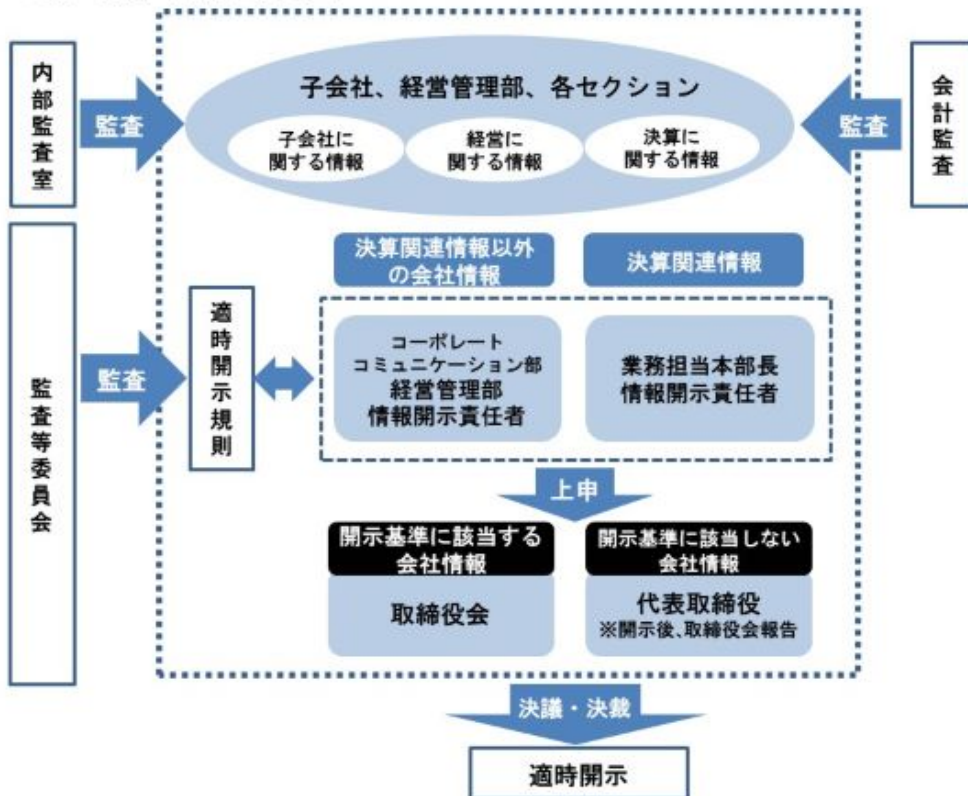 内部監査室
監査
子会社、経営管理部、各セクション
子会社に
関する情報
経営に
関する情報
決算に
関する情報
監査
会計監査
決算関連情報以外
の会社情報
決算関連情報
監査等委員会
監査
適時開示規則
コーポレート
コミュニケーション部
経営管理部
情報開示責任者
業務担当本部長
情報開示責任者
上申
開示基準に該当する
会社情報
開示基準に該当しない
会社情報
取締役会
代表取締役
※開示後、取締役会報告
決議・決裁
適時開示